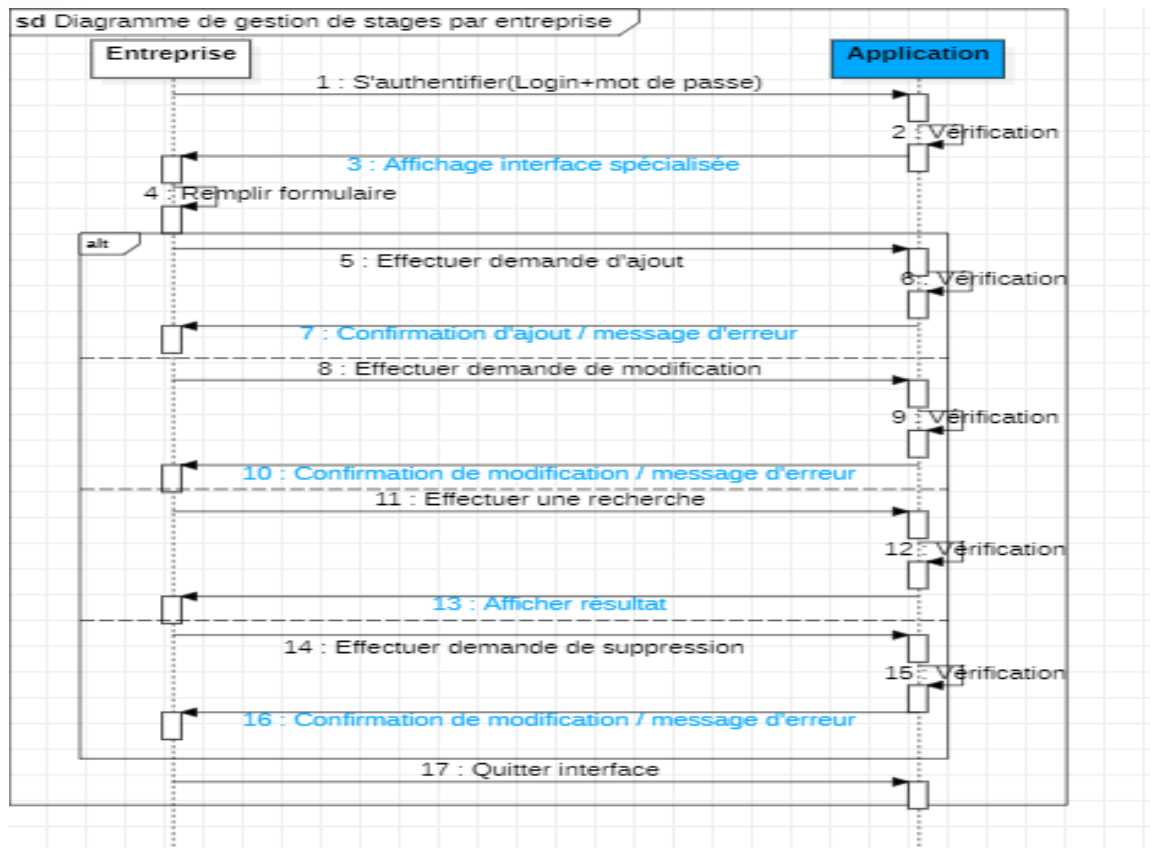 sd Diagramme de gestion de stages par entreprise
Entreprise
Application
1 : S'authentifier(Login+mot de passe)
2 : Vérification
3 : Affichage interface spécialisée
4 : Remplir formulaire
alt
5 : Effectuer demande d'ajout
6 : Vérification
7 : Confirmation d'ajout / message d'erreur
8 : Effectuer demande de modification
9 : Vérification
10 : Confirmation de modification / message d'erreur
11 : Effectuer une recherche
12 : Vérification
13 : Afficher résultat
14 : Effectuer demande de suppression
15 : Vérification
16 : Confirmation de modification / message d'erreur
17 : Quitter interface